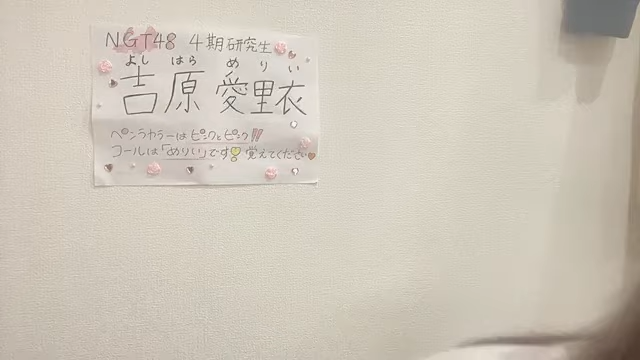 NGT48 4期研究生
よし はら め り い
吉原 愛里衣
ペンラカラーはピンクとピンク!!
コールは「めりい」です! 覚えてください